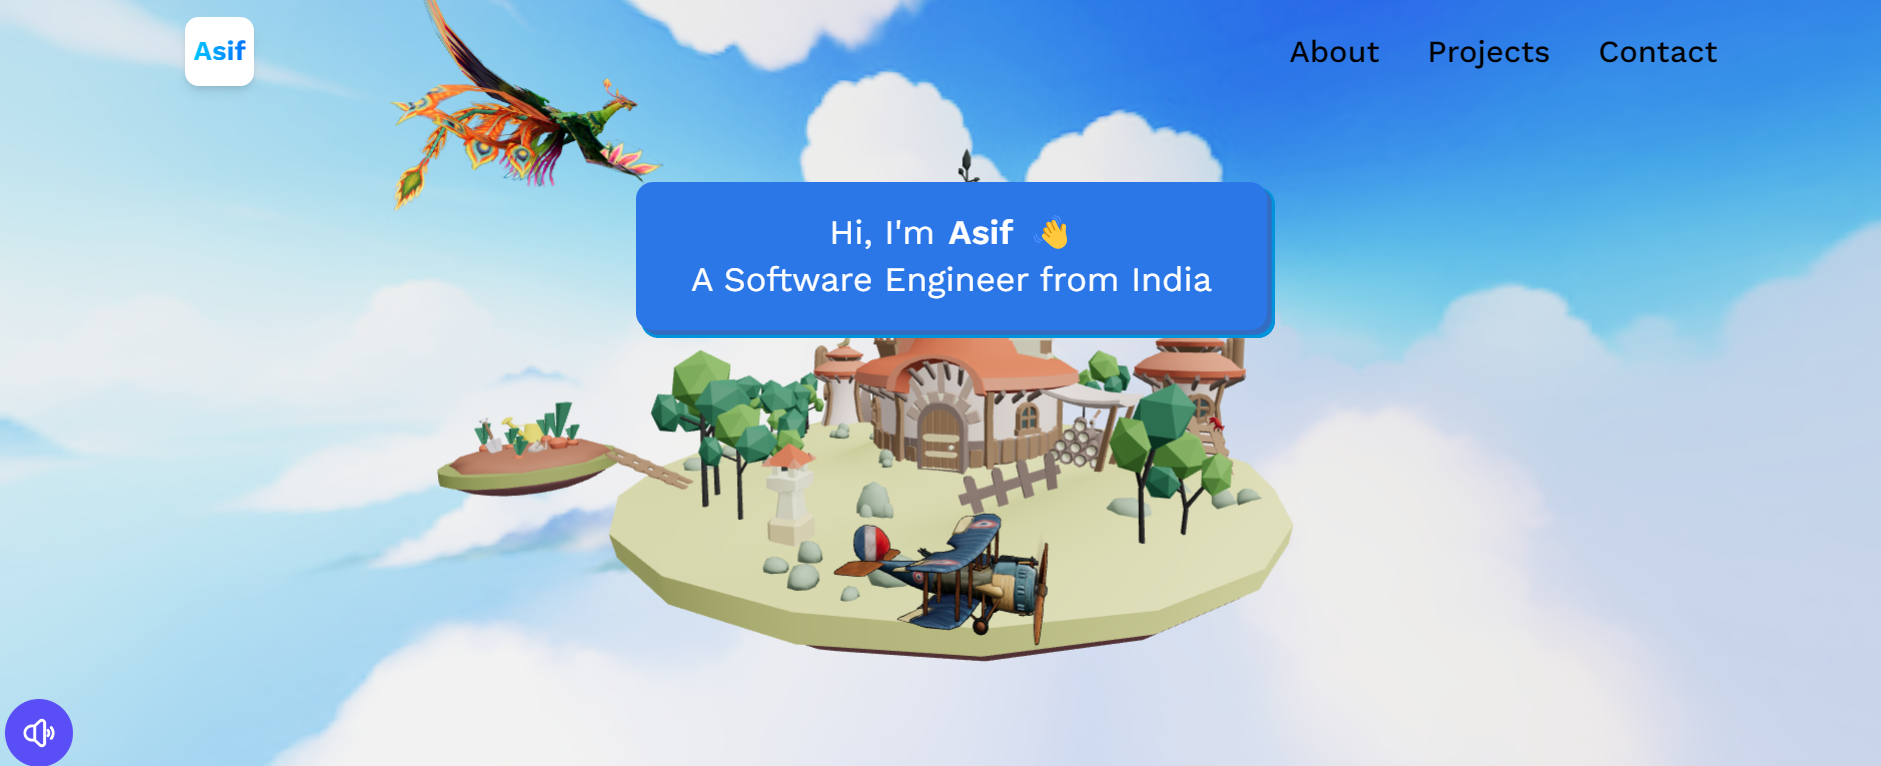 Asif
About
Projects
Contact
Hi, I'm Asif 👋
A Software Engineer from India